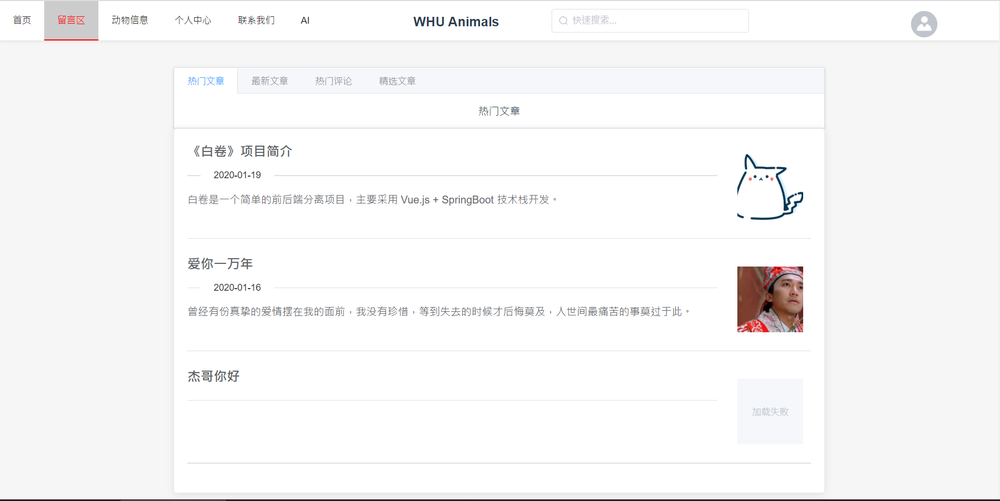 首页 留言区 动物信息 个人中心 联系我们 AI WHU Animals 快速搜索...
热门文章 最新文章 热门评论 精选文章
热门文章
《白卷》项目简介
2020-01-19
白卷是一个简单的前后端分离项目，主要采用 Vue.js + SpringBoot 技术栈开发。
爱你一万年
2020-01-16
曾经有份真挚的爱情摆在我的面前，我没有珍惜，等到失去的时候才后悔莫及，人世间最痛苦的事莫过于此。
杰哥你好
加载失败